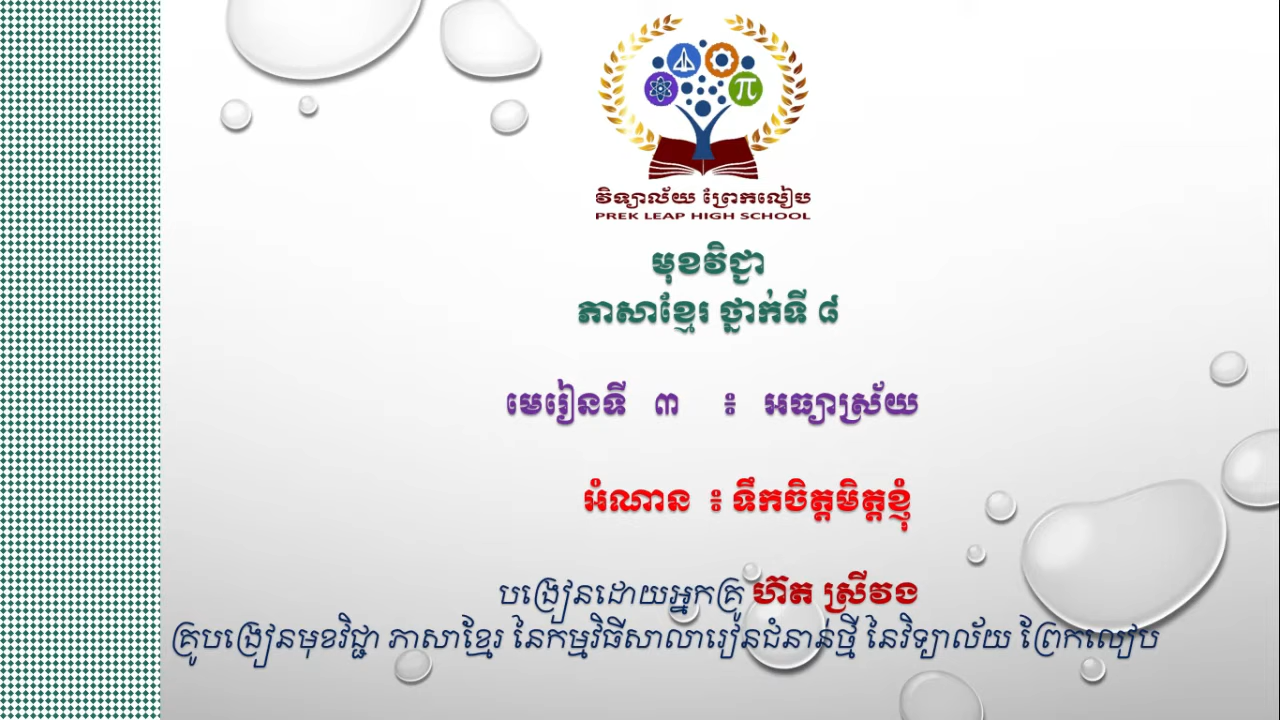 វិទ្យាល័យ ព្រែកលៀប
PREK LEAP HIGH SCHOOL
មុខវិជ្ជា
ភាសាខ្មែរ ថ្នាក់ទី ៨
មេរៀនទី ៣ ៖ អធ្យាស្រ័យ
អំណាន ៖ ទឹកចិត្តមិត្តខ្ញុំ
បង្រៀនដោយអ្នកគ្រូ ហ៊ត ស្រីវង
គ្រូបង្រៀនមុខវិជ្ជា ភាសាខ្មែរ នៃកម្មវិធីសាលារៀនជំនាន់ថ្មី នៃវិទ្យាល័យ ព្រែកលៀប